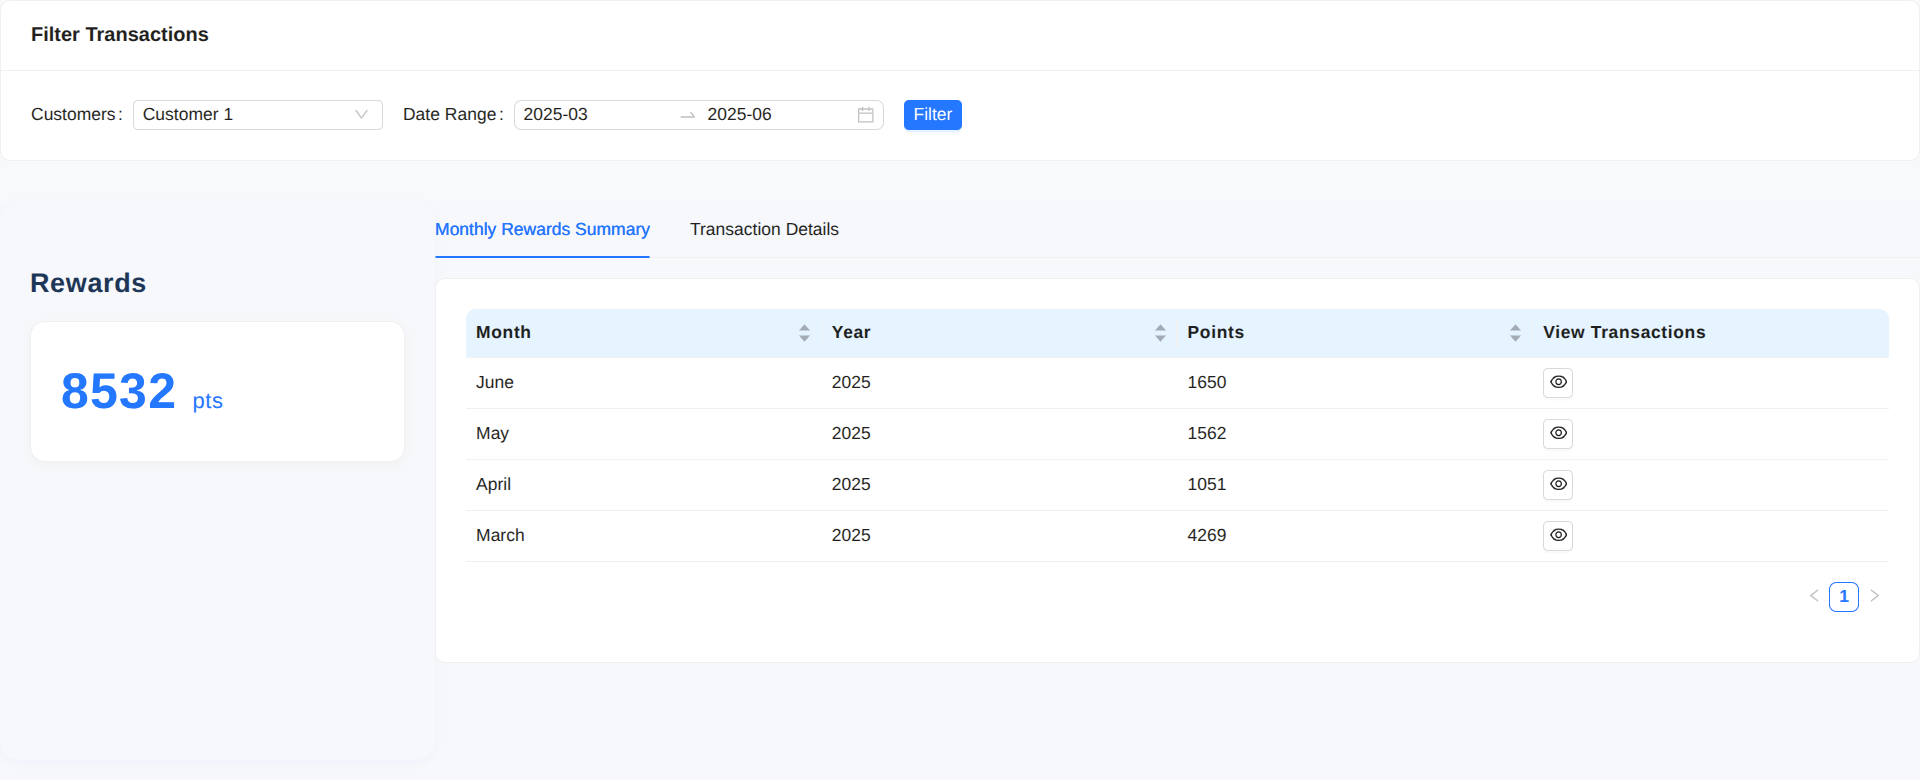 Filter Transactions
Customers : Customer 1 Date Range : 2025-03 2025-06 Filter
Monthly Rewards Summary Transaction Details
Rewards
8532 pts
Month Year Points View Transactions
June 2025 1650
May 2025 1562
April 2025 1051
March 2025 4269
1